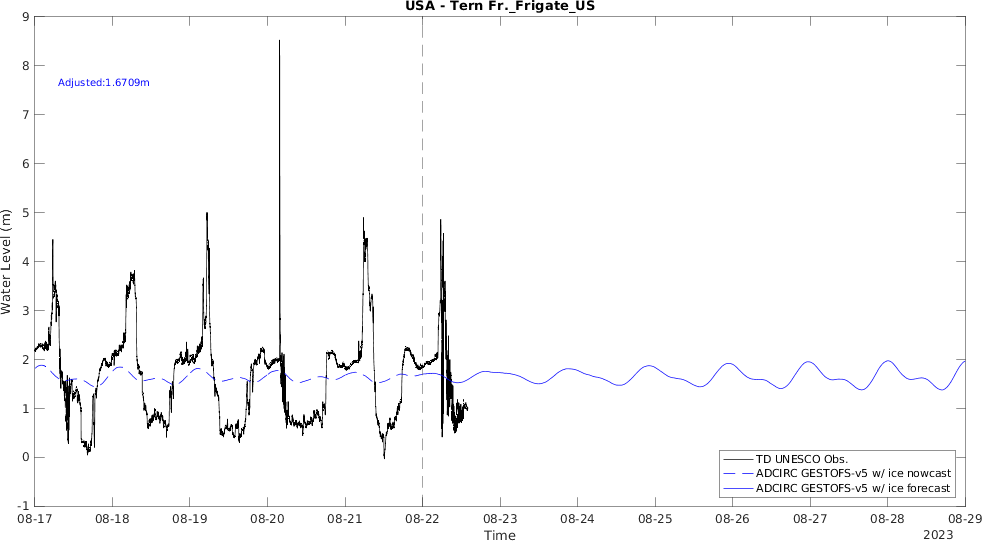 USA - Tern Fr._Frigate_US
9
8
7
6
5
4
3
2
1
0
-1
Water Level (m)
Adjusted:1.6709m
TD UNESCO Obs.
ADCIRC GESTOFS-v5 w/ ice nowcast
ADCIRC GESTOFS-v5 w/ ice forecast
08-17 08-18 08-19 08-20 08-21 08-22 08-23 08-24 08-25 08-26 08-27 08-28 08-29
Time
2023